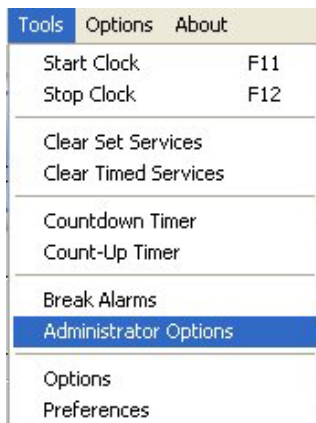 Tools Options About
Start Clock F11
Stop Clock F12
Clear Set Services
Clear Timed Services
Countdown Timer
Count-Up Timer
Break Alarms
Administrator Options
Options
Preferences